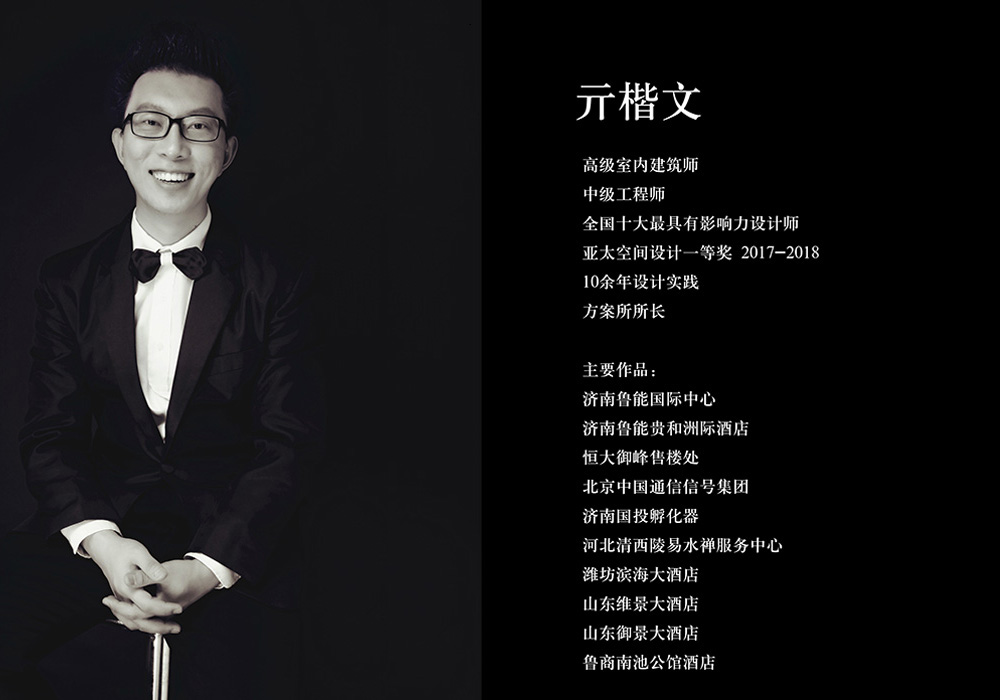 亓楷文
高级室内建筑师
中级工程师
全国十大最具有影响力设计师
亚太空间设计一等奖 2017-2018
10余年设计实践
方案所所长
主要作品：
济南鲁能国际中心
济南鲁能贵和洲际酒店
恒大御峰售楼处
北京中国通信信号集团
济南国投孵化器
河北清西陵易水禅服务中心
潍坊滨海大酒店
山东维景大酒店
山东御景大酒店
鲁商南池公馆酒店